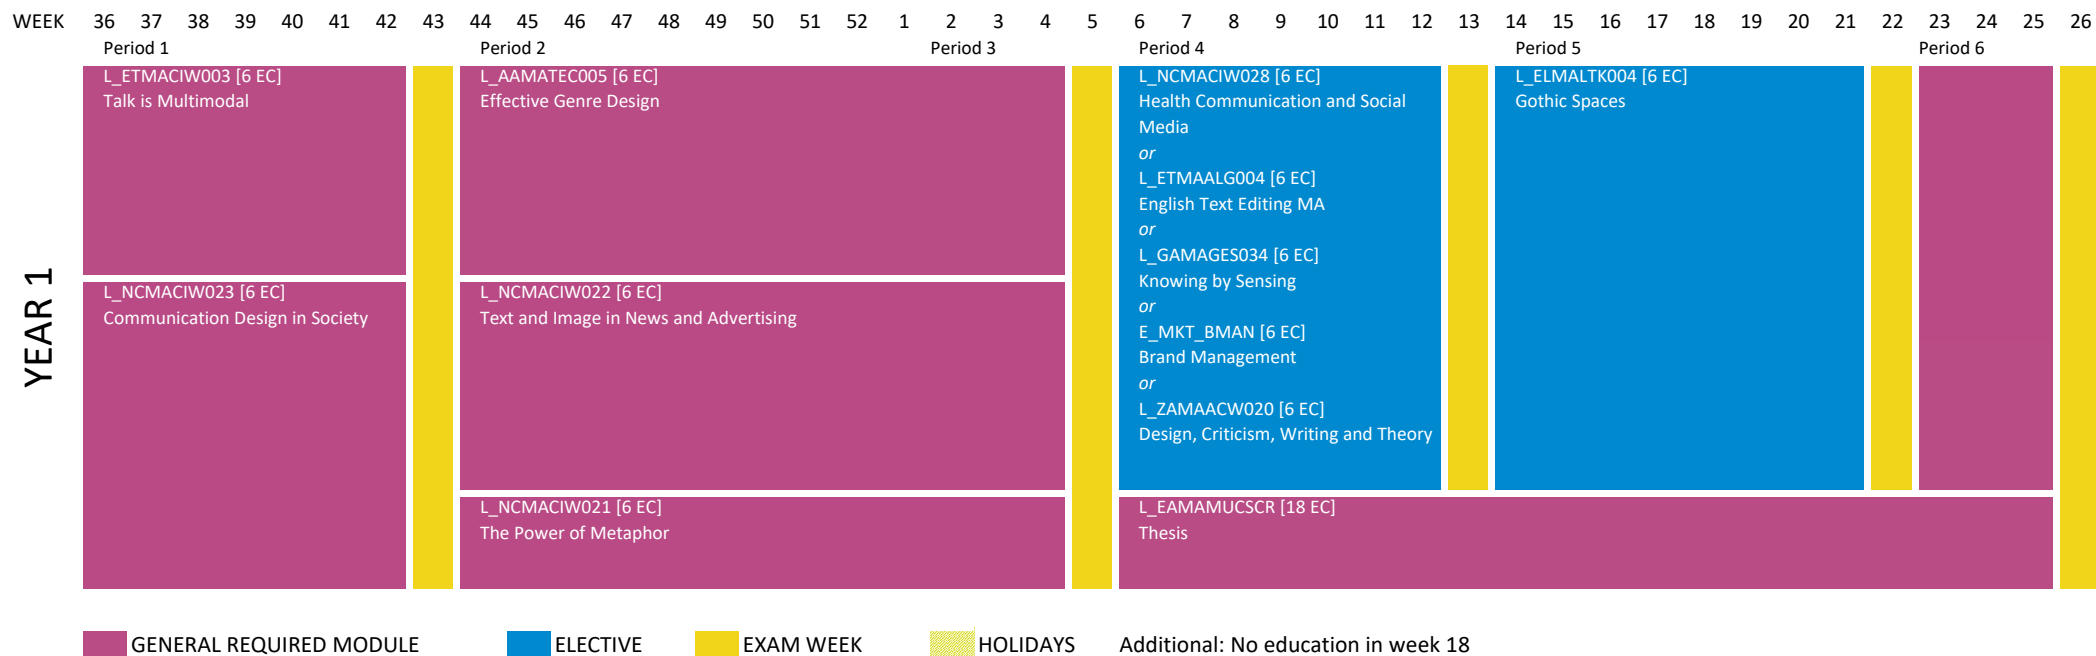 WEEK 36 37 38 39 40 41 42 43 44 45 46 47 48 49 50 51 52 1 2 3 4 5 6 7 8 9 10 11 12 13 14 15 16 17 18 19 20 21 22 23 24 25 26
Period 1 Period 2 Period 3 Period 4 Period 5 Period 6
YEAR 1
L_ETMACIW003 [6 EC]
Talk is Multimodal
L_NCMACIW023 [6 EC]
Communication Design in Society
L_AAMATEC005 [6 EC]
Effective Genre Design
L_NCMACIW022 [6 EC]
Text and Image in News and Advertising
L_NCMACIW021 [6 EC]
The Power of Metaphor
L_NCMACIW028 [6 EC]
Health Communication and Social
Media
or
L_ETMAALG004 [6 EC]
English Text Editing MA
or
L_GAMAGES034 [6 EC]
Knowing by Sensing
or
E_MKT_BMAN [6 EC]
Brand Management
or
L_ZAMAACW020 [6 EC]
Design, Criticism, Writing and Theory
L_ELMALTK004 [6 EC]
Gothic Spaces
L_EAMAMUCSCR [18 EC]
Thesis
GENERAL REQUIRED MODULE ELECTIVE EXAM WEEK HOLIDAYS Additional: No education in week 18